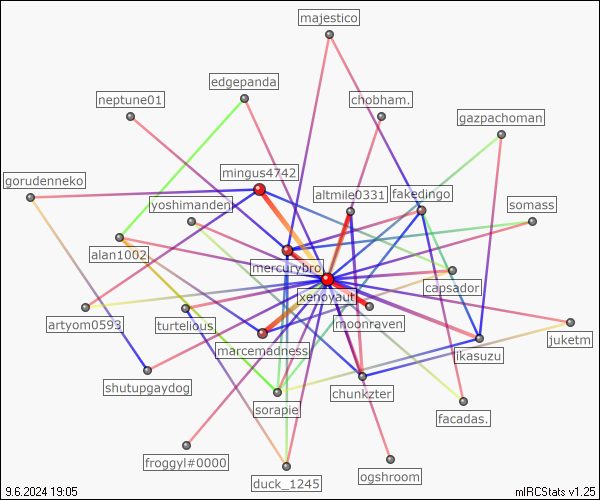 majestico
edgepanda
neptune01
chobham.
gazpachoman
mingus4742
gorudenneko
altmile0331
fakedingo
yoshimanden
somass
alan1002
mercurybro
capsador
xenoyaut
artyom0593
turtelious
moonraven
juketm
marcemadness
likasuzu
shutupgaydog
chunkzter
sorapie
facadas.
froggyl#0000
ogshroom
duck_1245
9.6.2024 19:05
mIRCStats v1.25